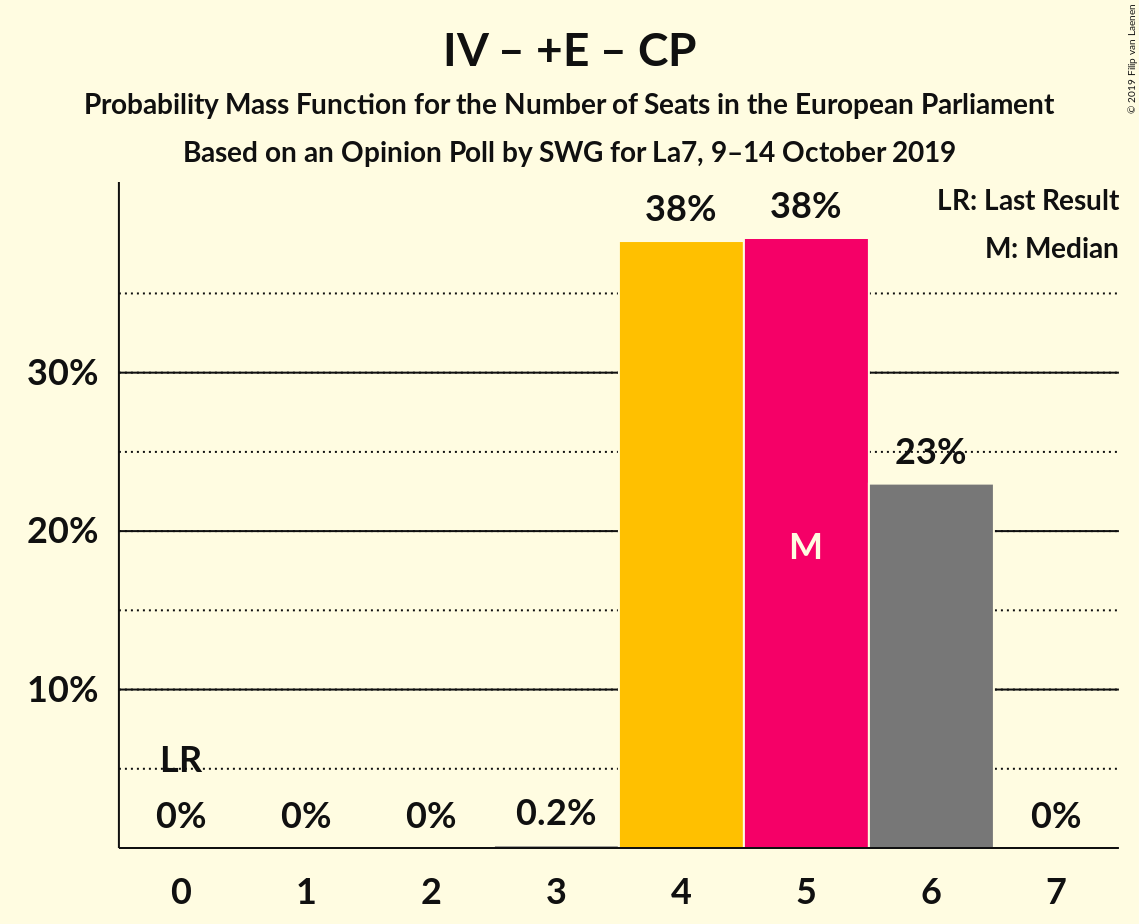 IV – +E – CP
Probability Mass Function for the Number of Seats in the European Parliament
Based on an Opinion Poll by SWG for La7, 9–14 October 2019
© 2019 Filip van Laenen
LR: Last Result
M: Median
38%
38%
30%
23%
20%
M
10%
LR
0%
0%
0%
0.2%
0%
0
1
2
3
4
5
6
7